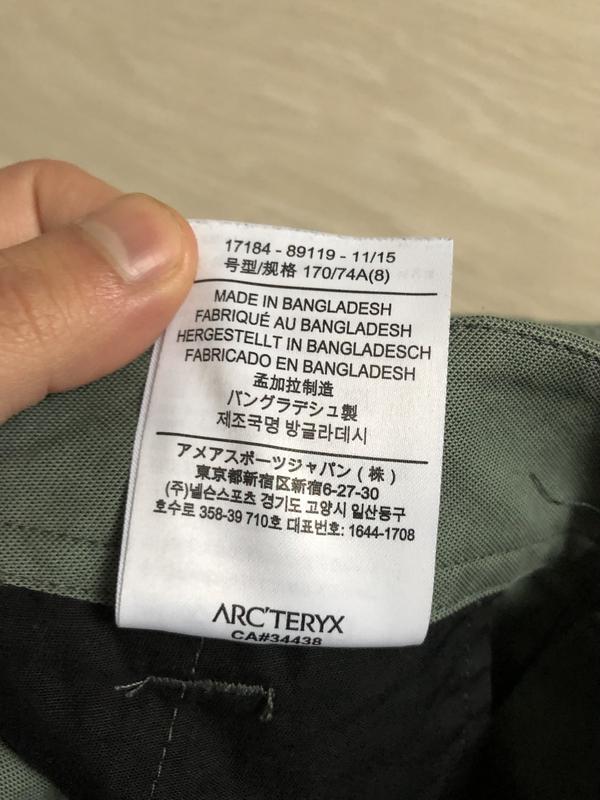 17184 - 89119 - 11/15
号型/规格 170/74A(8)
MADE IN BANGLADESH
FABRIQUÉ AU BANGLADESH
HERGESTELLT IN BANGLADESCH
FABRICADO EN BANGLADESH
孟加拉制造
バングラデシュ製
제조국명 방글라데시
アメアスポーツジャパン(株)
東京都新宿区新宿6-27-30
(주)넬슨스포츠 경기도 고양시 일산동구
호수로 358-39 710호 대표번호: 1644-1708
ARC'TERYX
CA#34438